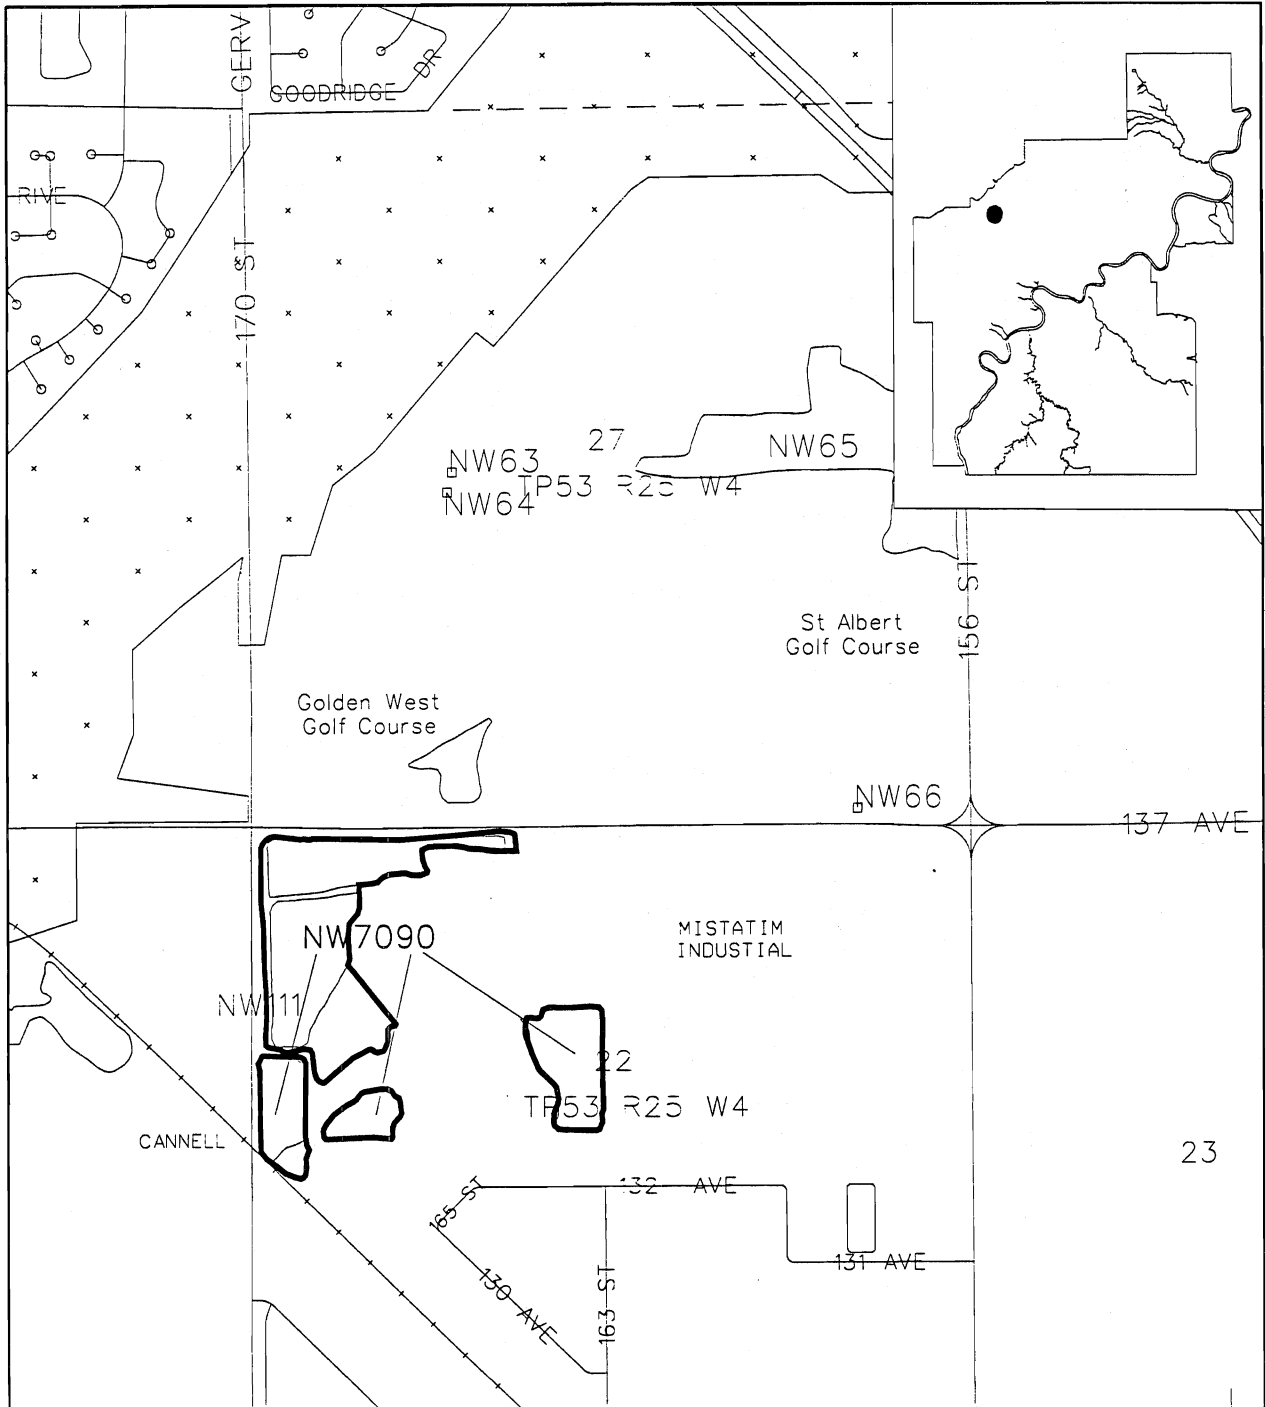 GERV
DR
GOODRIDGE
RIVE
170 ST
27
NW65
NW63
TP53 R25 W4
NW64
156 ST
St Albert
Golf Course
Golden West
Golf Course
NW66
137 AVE
MISTATIM
INDUSTIAL
NW7090
NW111
22
TP53 R25 W4
CANNELL
23
165 ST
132 AVE
131 AVE
130 AVE
163 ST